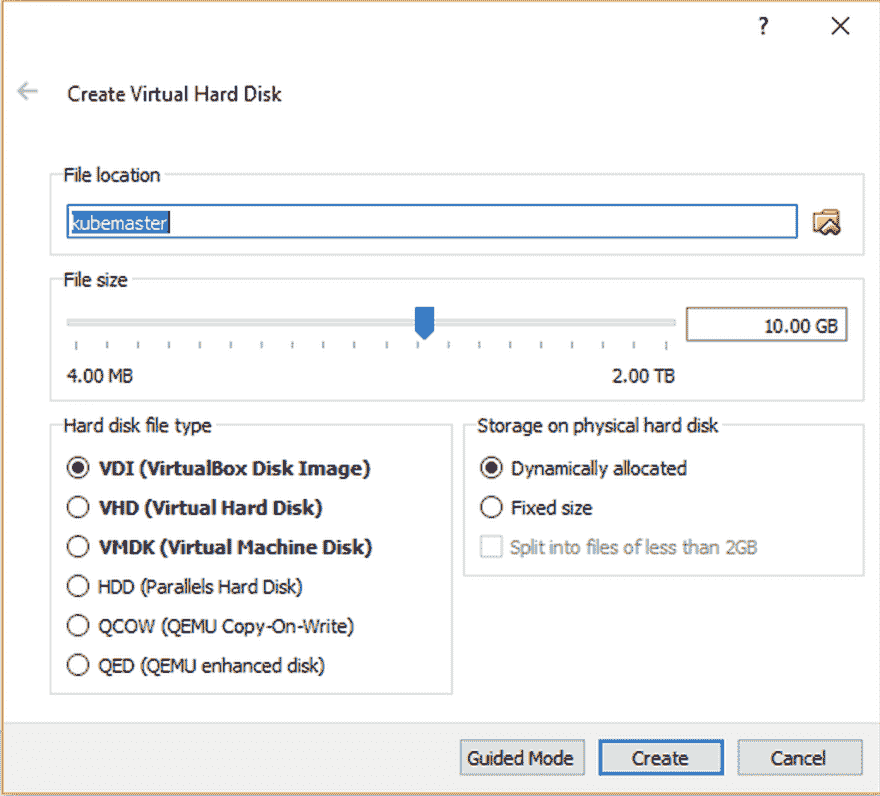 ?
Create Virtual Hard Disk
File location
kubemaster
File size
10.00 GB
4.00 MB 2.00 TB
Hard disk file type
VDI (VirtualBox Disk Image)
VHD (Virtual Hard Disk)
VMDK (Virtual Machine Disk)
HDD (Parallels Hard Disk)
QCOW (QEMU Copy-On-Write)
QED (QEMU enhanced disk)
Storage on physical hard disk
Dynamically allocated
Fixed size
Split into files of less than 2GB
Guided Mode Create Cancel